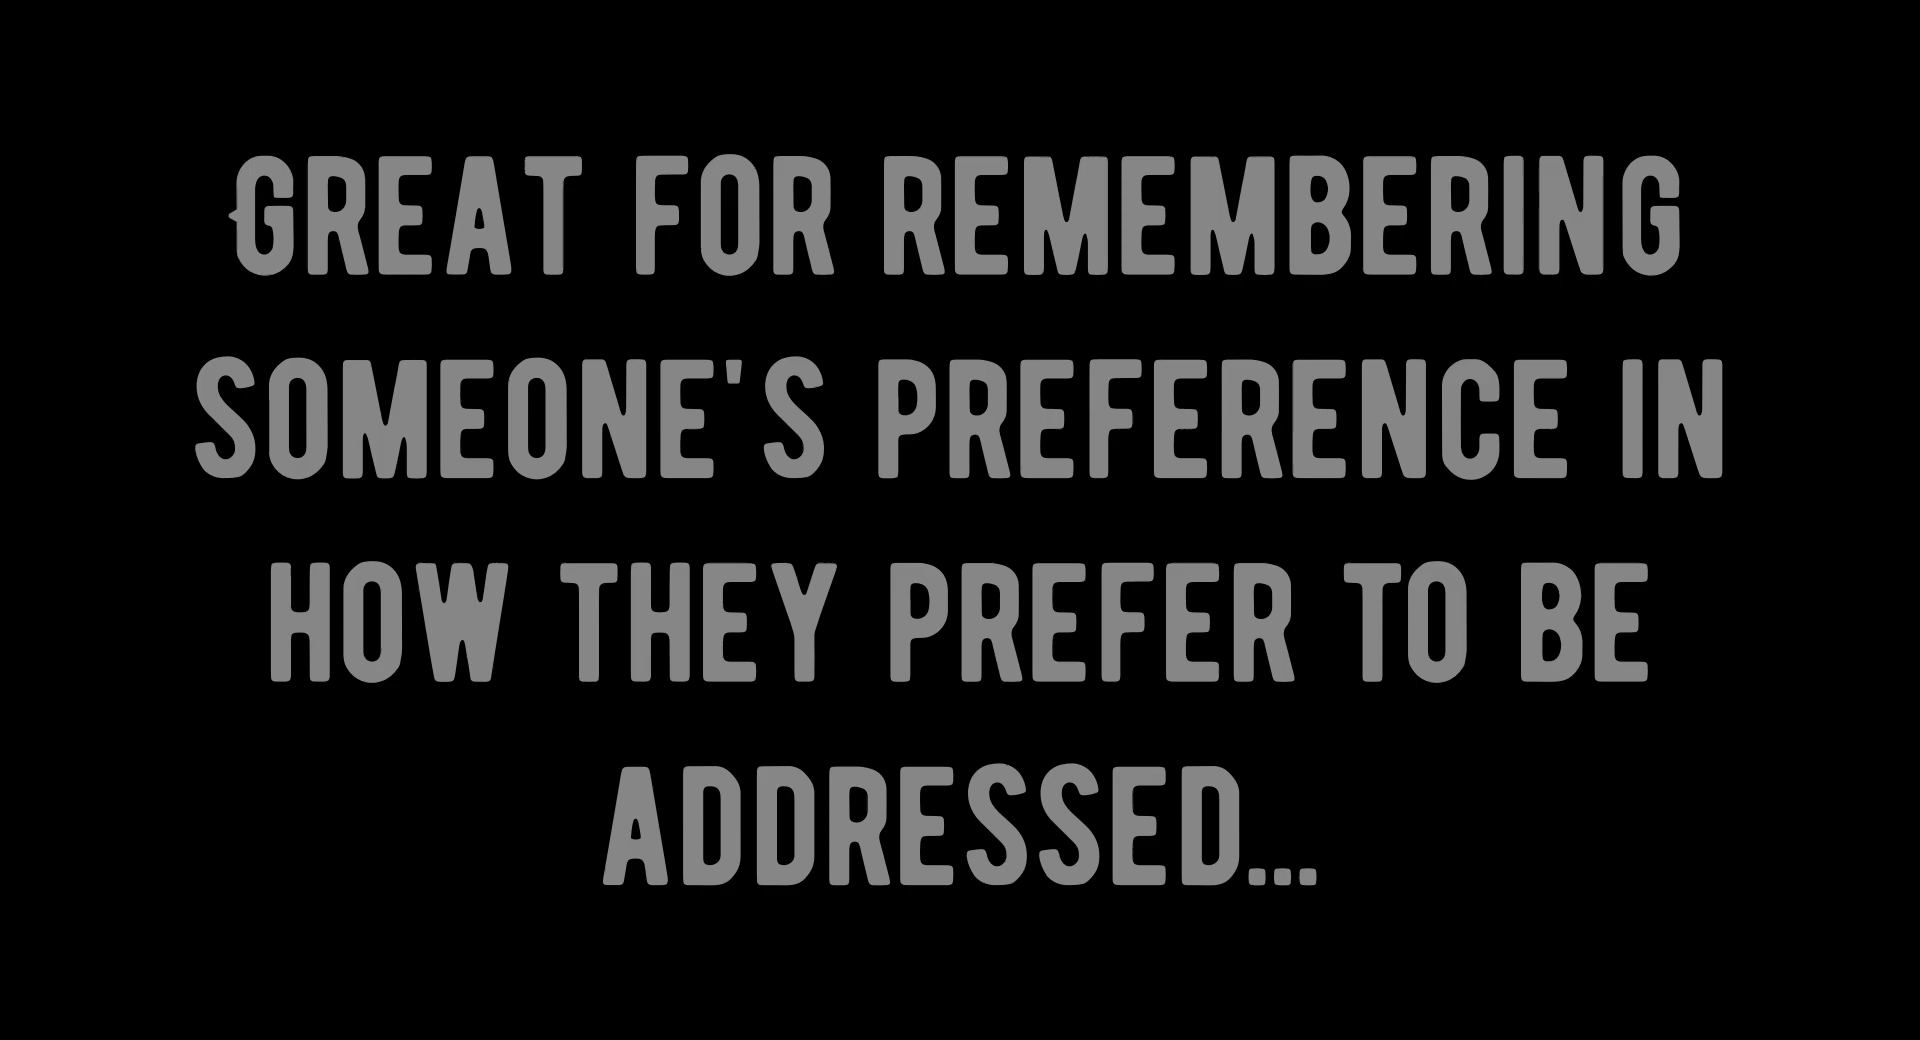 GREAT FOR REMEMBERING
SOMEONE'S PREFERENCE IN
HOW THEY PREFER TO BE
ADDRESSED...